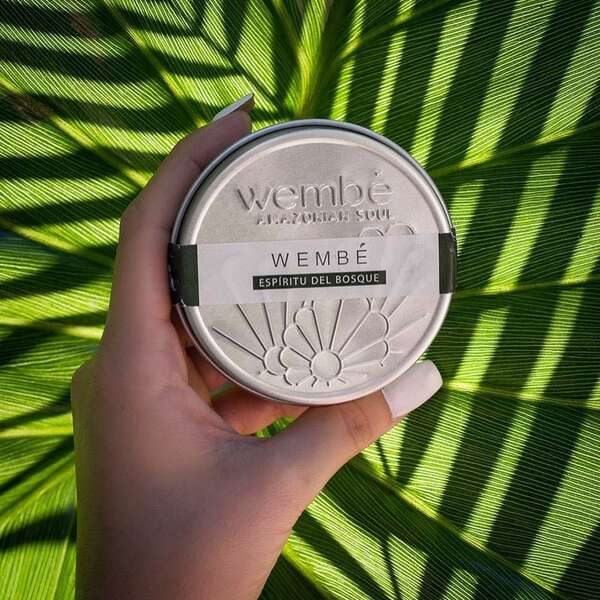 wembé
AMAZONIAN SOUL
WEMBÉ
ESPÍRITU DEL BOSQUE